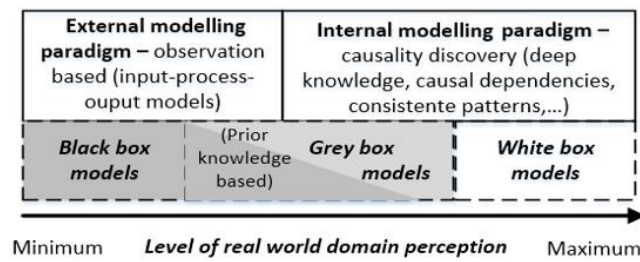 External modelling
paradigm – observation
based (input-process-
ouput models)
Internal modelling paradigm –
causality discovery (deep
knowledge, causal dependencies,
consistente patterns,...)
Black box
models
(Prior
knowledge
based)
Grey box
models
White box
models
Minimum Level of real world domain perception Maximum